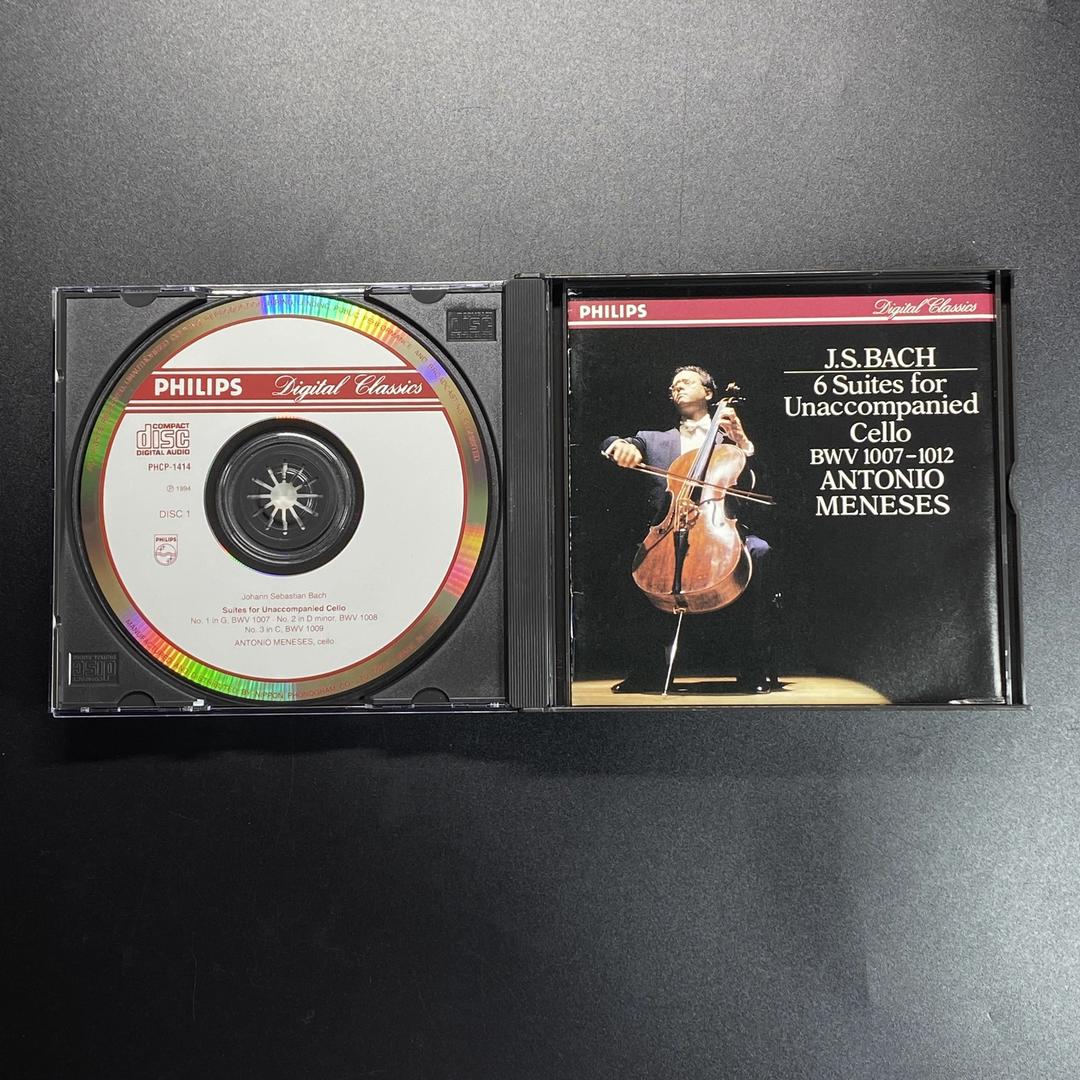 PHILIPS Digital Classics
COMPACT
disc
DIGITAL AUDIO
PHCP-1414
℗ 1994
DISC 1
PHILIPS
Johann Sebastian Bach
Suites for Unaccompanied Cello
No. 1 in G, BWV 1007 · No. 2 in D minor, BWV 1008
No. 3 in C, BWV 1009
ANTONIO MENESES, cello
PHILIPS Digital Classics
J.S. BACH
6 Suites for
Unaccompanied
Cello
BWV 1007–1012
ANTONIO
MENESES